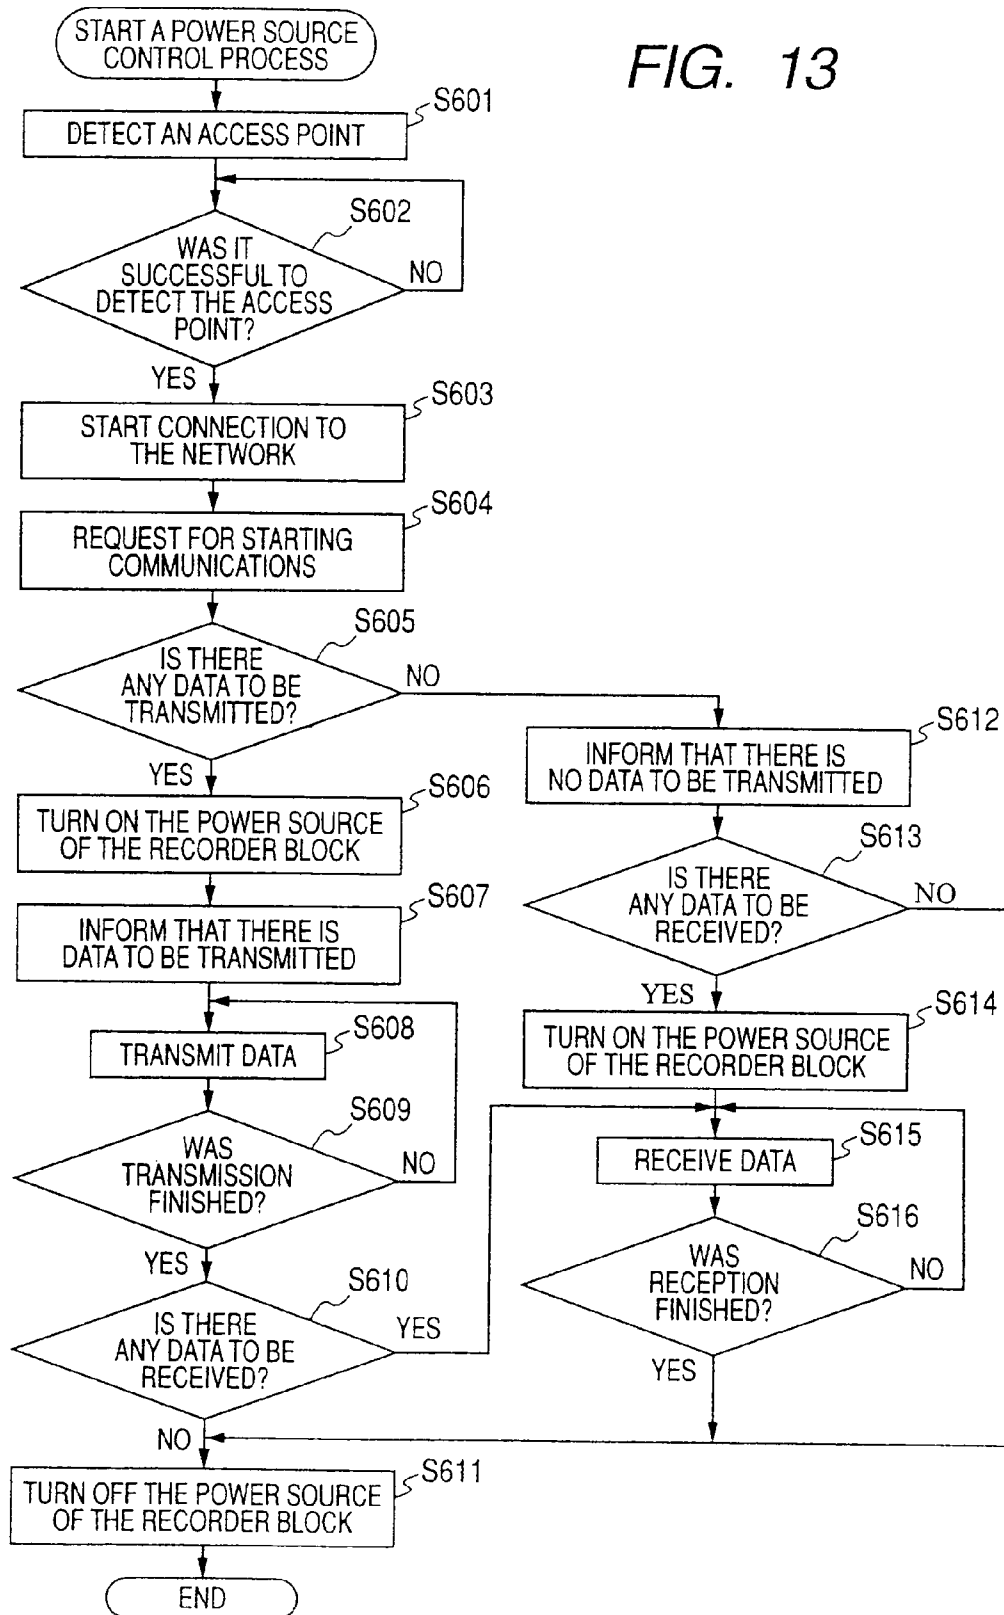 START A POWER SOURCE
CONTROL PROCESS
FIG. 13
S601
DETECT AN ACCESS POINT
S602
WAS IT
SUCCESSFUL TO
DETECT THE ACCESS
POINT?
NO
YES
S603
START CONNECTION TO
THE NETWORK
S604
REQUEST FOR STARTING
COMMUNICATIONS
S605
IS THERE
ANY DATA TO BE
TRANSMITTED?
NO
YES
S606
TURN ON THE POWER SOURCE
OF THE RECORDER BLOCK
S607
INFORM THAT THERE IS
DATA TO BE TRANSMITTED
S608
TRANSMIT DATA
S609
WAS
TRANSMISSION
FINISHED?
NO
YES
S610
IS THERE
ANY DATA TO BE
RECEIVED?
YES
NO
S611
TURN OFF THE POWER SOURCE
OF THE RECORDER BLOCK
END
S612
INFORM THAT THERE IS
NO DATA TO BE TRANSMITTED
S613
IS THERE
ANY DATA TO BE
RECEIVED?
NO
YES
S614
TURN ON THE POWER SOURCE
OF THE RECORDER BLOCK
S615
RECEIVE DATA
S616
WAS
RECEPTION
FINISHED?
NO
YES